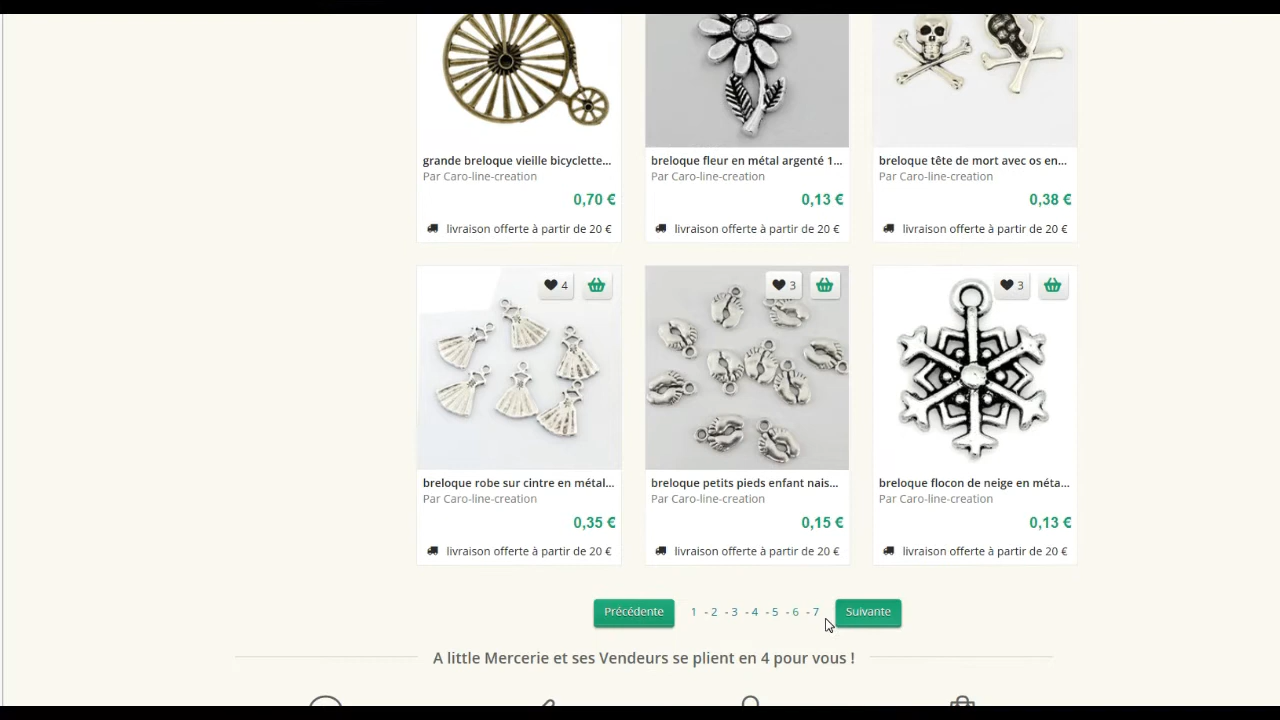 grande breloque vieille bicyclette...
Par Caro-line-creation
0,70 €
livraison offerte à partir de 20 €
breloque fleur en métal argenté 1...
Par Caro-line-creation
0,13 €
livraison offerte à partir de 20 €
breloque tête de mort avec os en...
Par Caro-line-creation
0,38 €
livraison offerte à partir de 20 €
4
breloque robe sur cintre en métal...
Par Caro-line-creation
0,35 €
livraison offerte à partir de 20 €
3
breloque petits pieds enfant nais...
Par Caro-line-creation
0,15 €
livraison offerte à partir de 20 €
3
breloque flocon de neige en méta...
Par Caro-line-creation
0,13 €
livraison offerte à partir de 20 €
Précédente 1 - 2 - 3 - 4 - 5 - 6 - 7 Suivante
A little Mercerie et ses Vendeurs se plient en 4 pour vous !